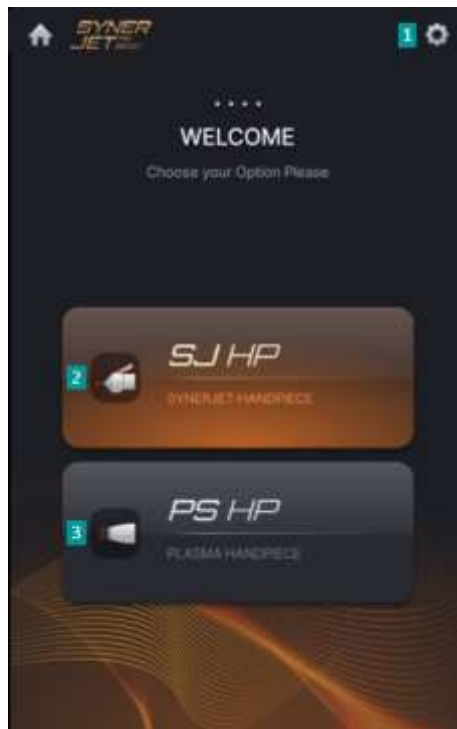 SYNER
JET
1
WELCOME
Choose your Option Please
2
SJ HP
SYNERJET HANDPIECE
3
PS HP
PLASMA HANDPIECE